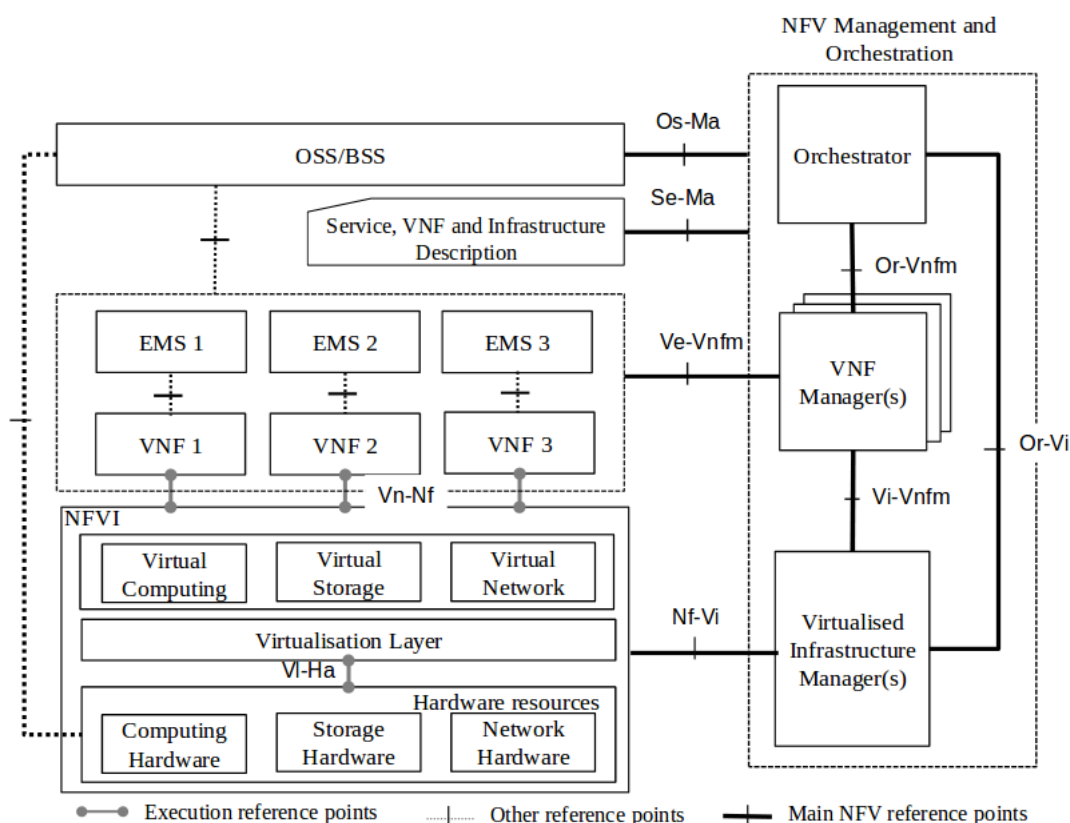 NFV Management and
Orchestration
OSS/BSS
Os-Ma
Orchestrator
Se-Ma
Service, VNF and Infrastructure
Description
Or-Vnfm
EMS 1
EMS 2
EMS 3
Ve-Vnfm
VNF
Manager(s)
VNF 1
VNF 2
VNF 3
Or-Vi
Vn-Nf
Vi-Vnfm
NFVI
Virtual
Computing
Virtual
Storage
Virtual
Network
Nf-Vi
Virtualised
Infrastructure
Manager(s)
Virtualisation Layer
Vl-Ha
Hardware resources
Computing
Hardware
Storage
Hardware
Network
Hardware
Execution reference points
Other reference points
Main NFV reference points